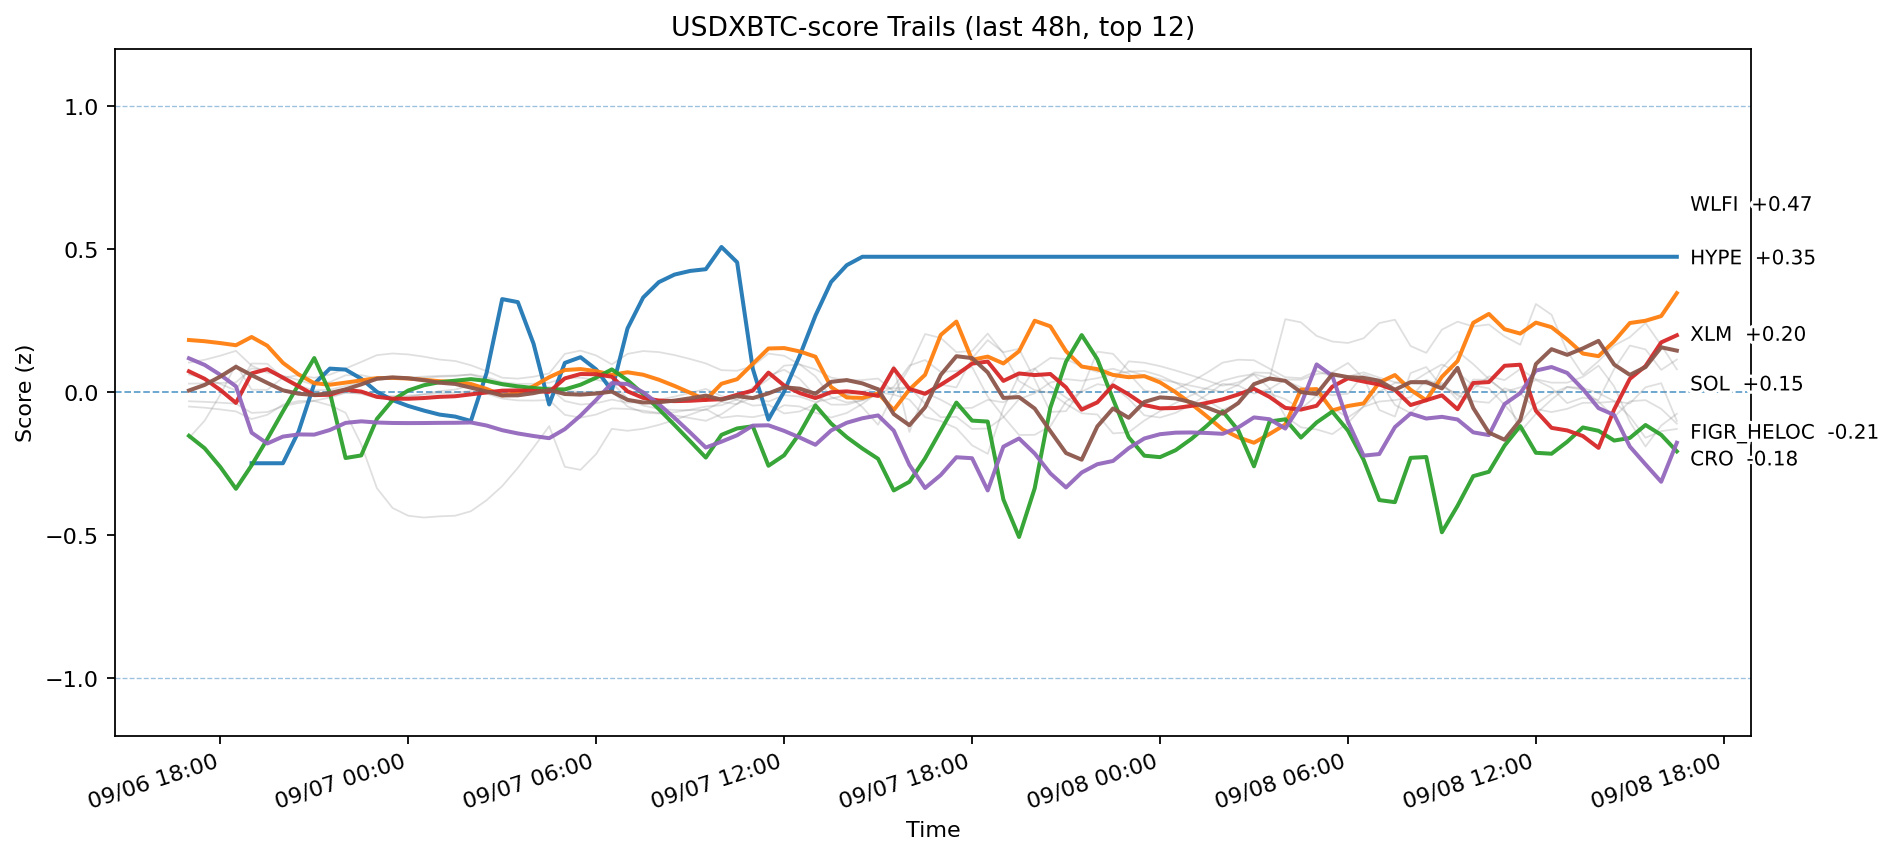 USDXBTC-score Trails (last 48h, top 12)
Score (z)
1.0
0.5
0.0
−0.5
−1.0
WLFI +0.47
HYPE +0.35
XLM +0.20
SOL +0.15
FIGR_HELOC -0.21
CRO -0.18
09/06 18:00
09/07 00:00
09/07 06:00
09/07 12:00
09/07 18:00
09/08 00:00
09/08 06:00
09/08 12:00
09/08 18:00
Time